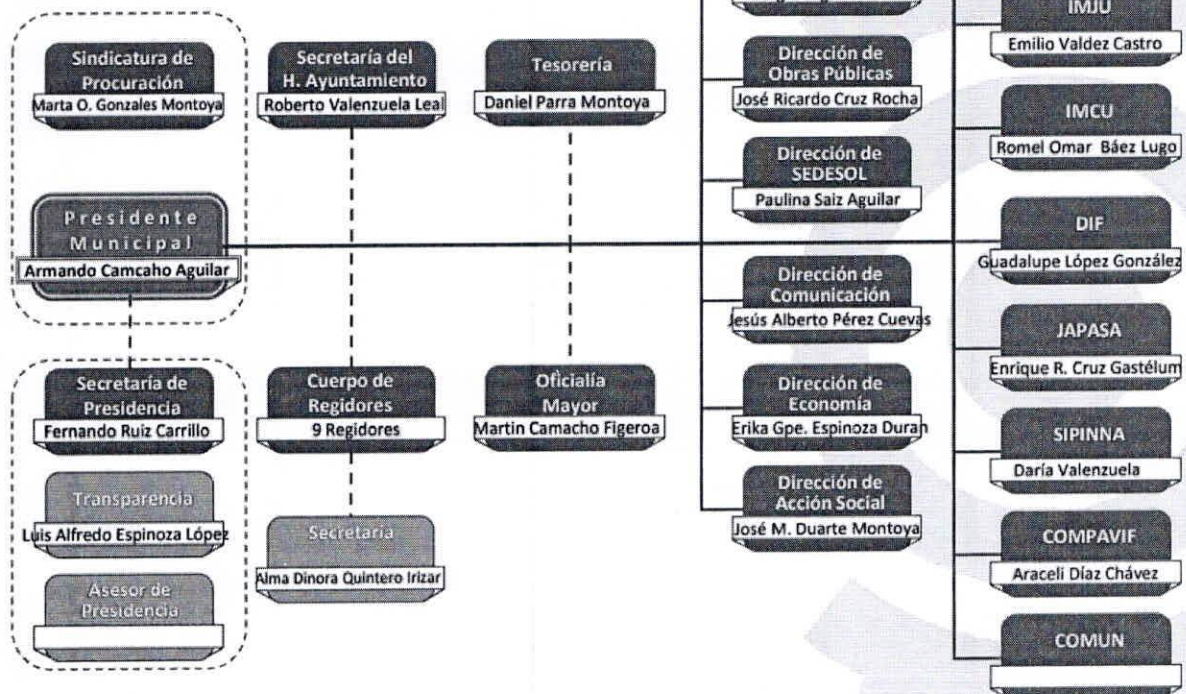 Sindicatura de
Procuración
Marta O. Gonzales Montoya
Secretaría del
H. Ayuntamiento
Roberto Valenzuela Leal
Tesorería
Daniel Parra Montoya
Presidente
Municipal
Armando Camcaho Aguilar
Secretaría de
Presidencia
Fernando Ruiz Carrillo
Transparencia
Luis Alfredo Espinoza López
Asesor de
Presidencia
Cuerpo de
Regidores
9 Regidores
Secretaria
Alma Dinora Quintero Irizar
Oficialía
Mayor
Martin Camacho Figeroa
Dirección de
Obras Públicas
José Ricardo Cruz Rocha
Dirección de
SEDESOL
Paulina Saiz Aguilar
Dirección de
Comunicación
Jesús Alberto Pérez Cuevas
Dirección de
Economía
Erika Gpe. Espinoza Duran
Dirección de
Acción Social
José M. Duarte Montoya
IMJU
Emilio Valdez Castro
IMCU
Romel Omar Báez Lugo
DIF
Guadalupe López González
JAPASA
Enrique R. Cruz Gastélum
SIPINNA
Daría Valenzuela
COMPAVIF
Araceli Díaz Chávez
COMUN